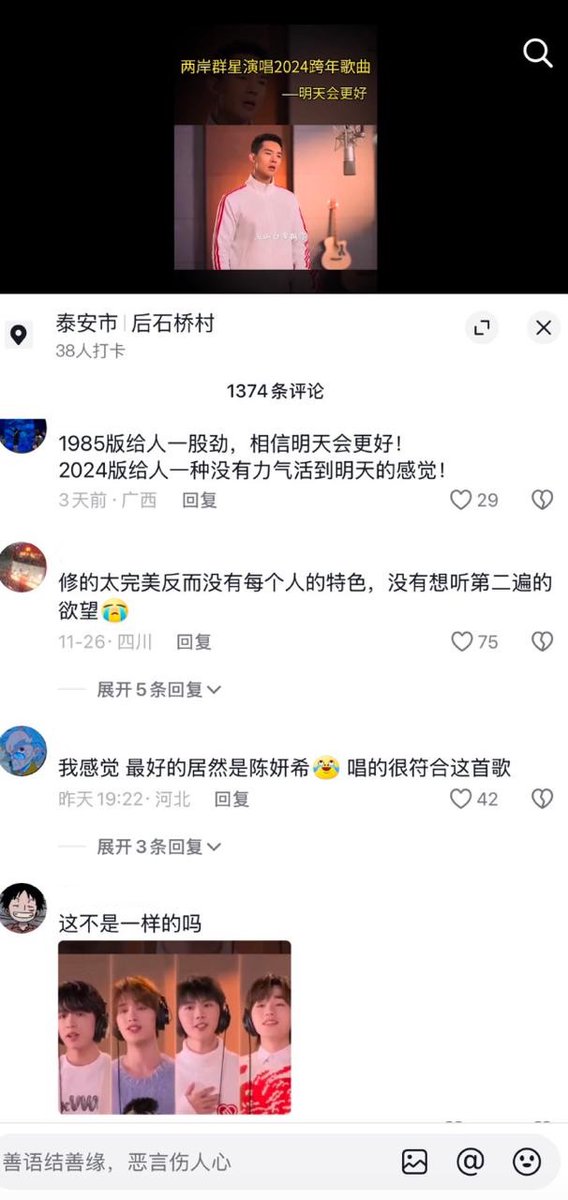 两岸群星演唱2024跨年歌曲
—明天会更好
泰安市 | 后石桥村
38人打卡
1374条评论
1985版给人一股劲，相信明天会更好！
2024版给人一种没有力气活到明天的感觉！
3天前 · 广西 回复 29
修的太完美反而没有每个人的特色，没有想听第二遍的
欲望😭
11-26 · 四川 回复 75
展开5条回复
我感觉 最好的居然是陈妍希😂 唱的很符合这首歌
昨天 19:22 · 河北 回复 42
展开3条回复
这不是一样的吗
善语结善缘，恶言伤人心